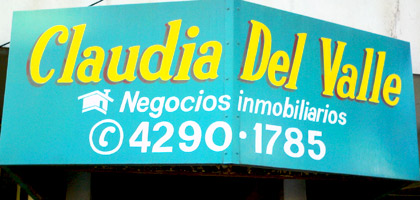 Claudia Del Valle
Negocios inmobiliarios
4290·1785